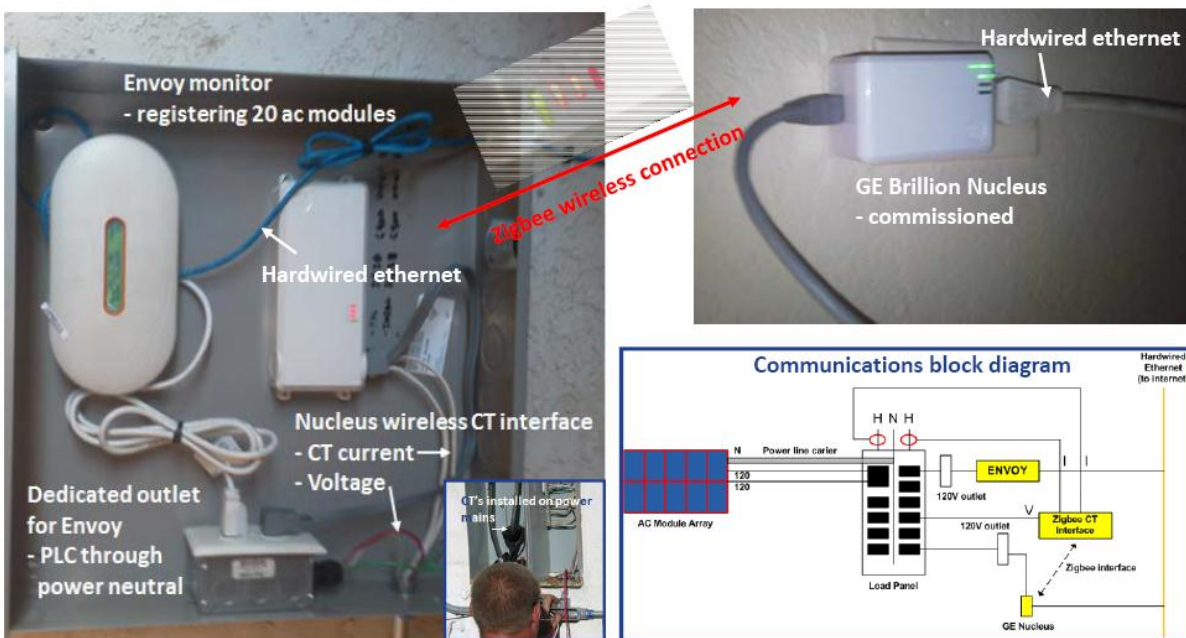 Envoy monitor
- registering 20 ac modules
Hardwired ethernet
Zigbee wireless connection
Hardwired ethernet
GE Brillion Nucleus
- commissioned
Nucleus wireless CT interface
- CT current
- Voltage
Dedicated outlet
for Envoy
- PLC through
power neutral
CT's installed on power
mains
Communications block diagram
Hardwired
Ethernet
(to internet)
H N H
N
Power line carier
120
120
AC Module Array
120V outlet
ENVOY
I I
V
120V outlet
Zigbee CT
Interface
Zigbee interface
Load Panel
GE Nucleus